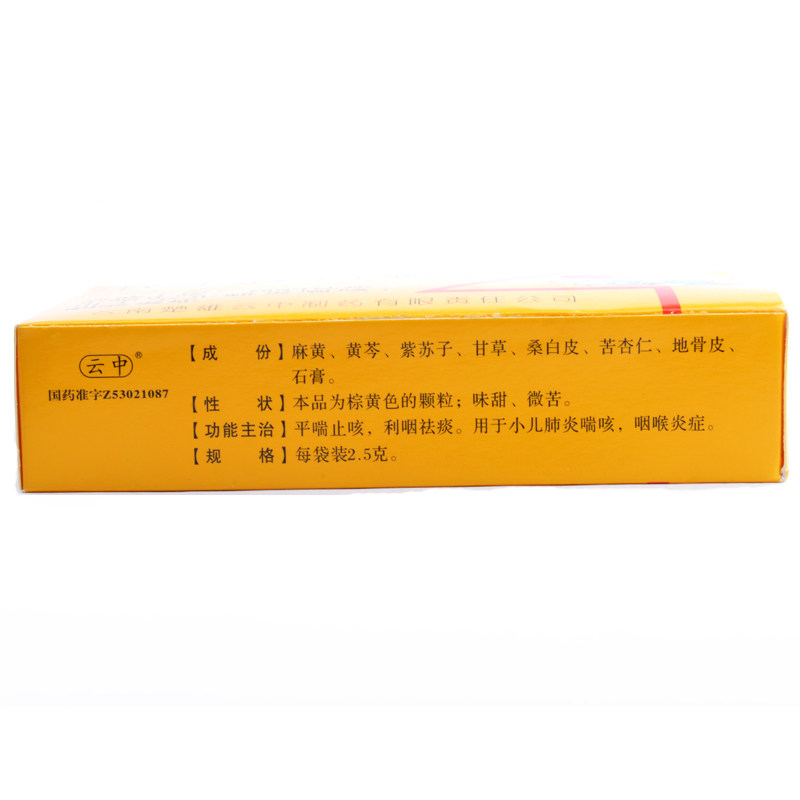 云中®
国药准字Z53021087
【成 份】麻黄、黄芩、紫苏子、甘草、桑白皮、苦杏仁、地骨皮、
石膏。
【性 状】本品为棕黄色的颗粒；味甜、微苦。
【功能主治】平喘止咳，利咽祛痰。用于小儿肺炎喘咳，咽喉炎症。
【规 格】每袋装2.5克。